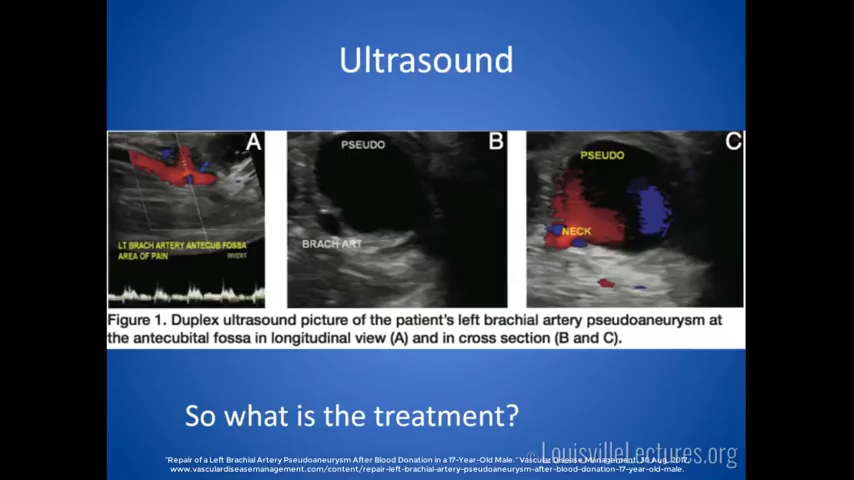 Ultrasound
A
PSEUDO
B
PSEUDO
C
LT BRACH ARTERY ANTECUB FOSSA
AREA OF PAIN
INVERT
BRACH ART
NECK
Figure 1. Duplex ultrasound picture of the patient's left brachial artery pseudoaneurysm at
the antecubital fossa in longitudinal view (A) and in cross section (B and C).
So what is the treatment?
LouisvilleLectures.org
"Repair of a Left Brachial Artery Pseudoaneurysm After Blood Donation in a 17-Year-Old Male." Vascular Disease Management, 30 Aug. 2017,
www.vasculardiseasemanagement.com/content/repair-left-brachial-artery-pseudoaneurysm-after-blood-donation-17-year-old-male.